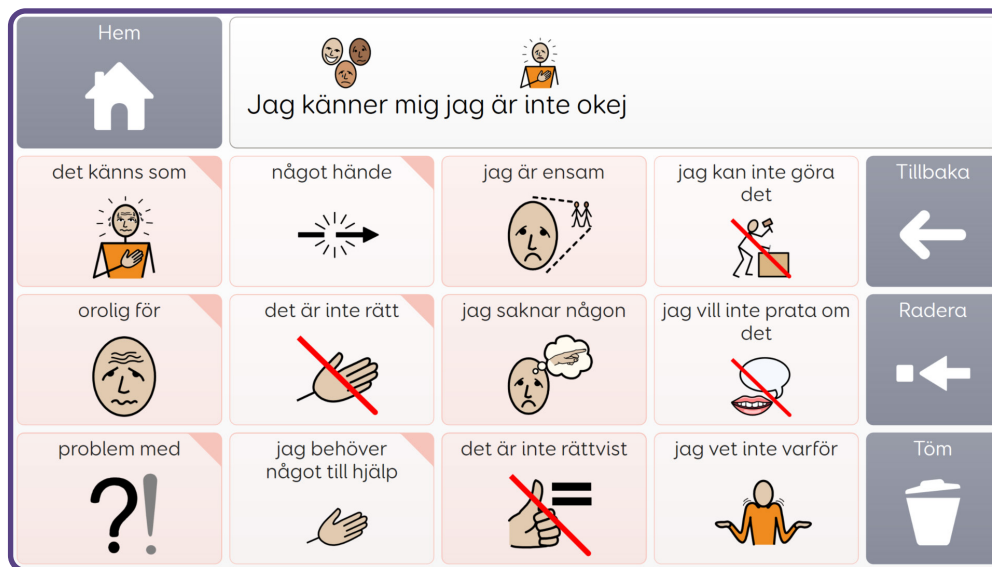 Hem
Jag känner mig jag är inte okej
det känns som
något hände
jag är ensam
jag kan inte göra
det
Tillbaka
orolig för
det är inte rätt
jag saknar någon
jag vill inte prata om
det
Radera
problem med
?!
jag behöver
något till hjälp
det är inte rättvist
jag vet inte varför
Töm